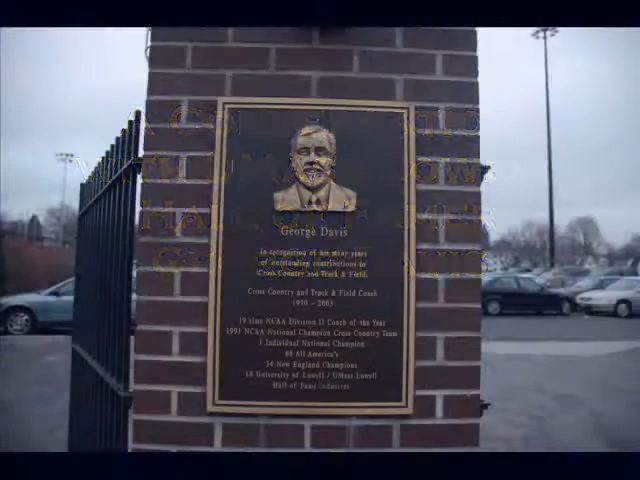 George Davis
In recognition of his many years
of outstanding contributions to
Cross Country and Track & Field.
Cross Country and Track & Field Coach
1970 - 2003
19 time NCAA Division II Coach of the Year
1991 NCAA National Champion Cross Country Team
1 Individual National Champion
68 All America's
34 New England Champions
18 University of Lowell / UMass Lowell
Hall of Fame Inductees